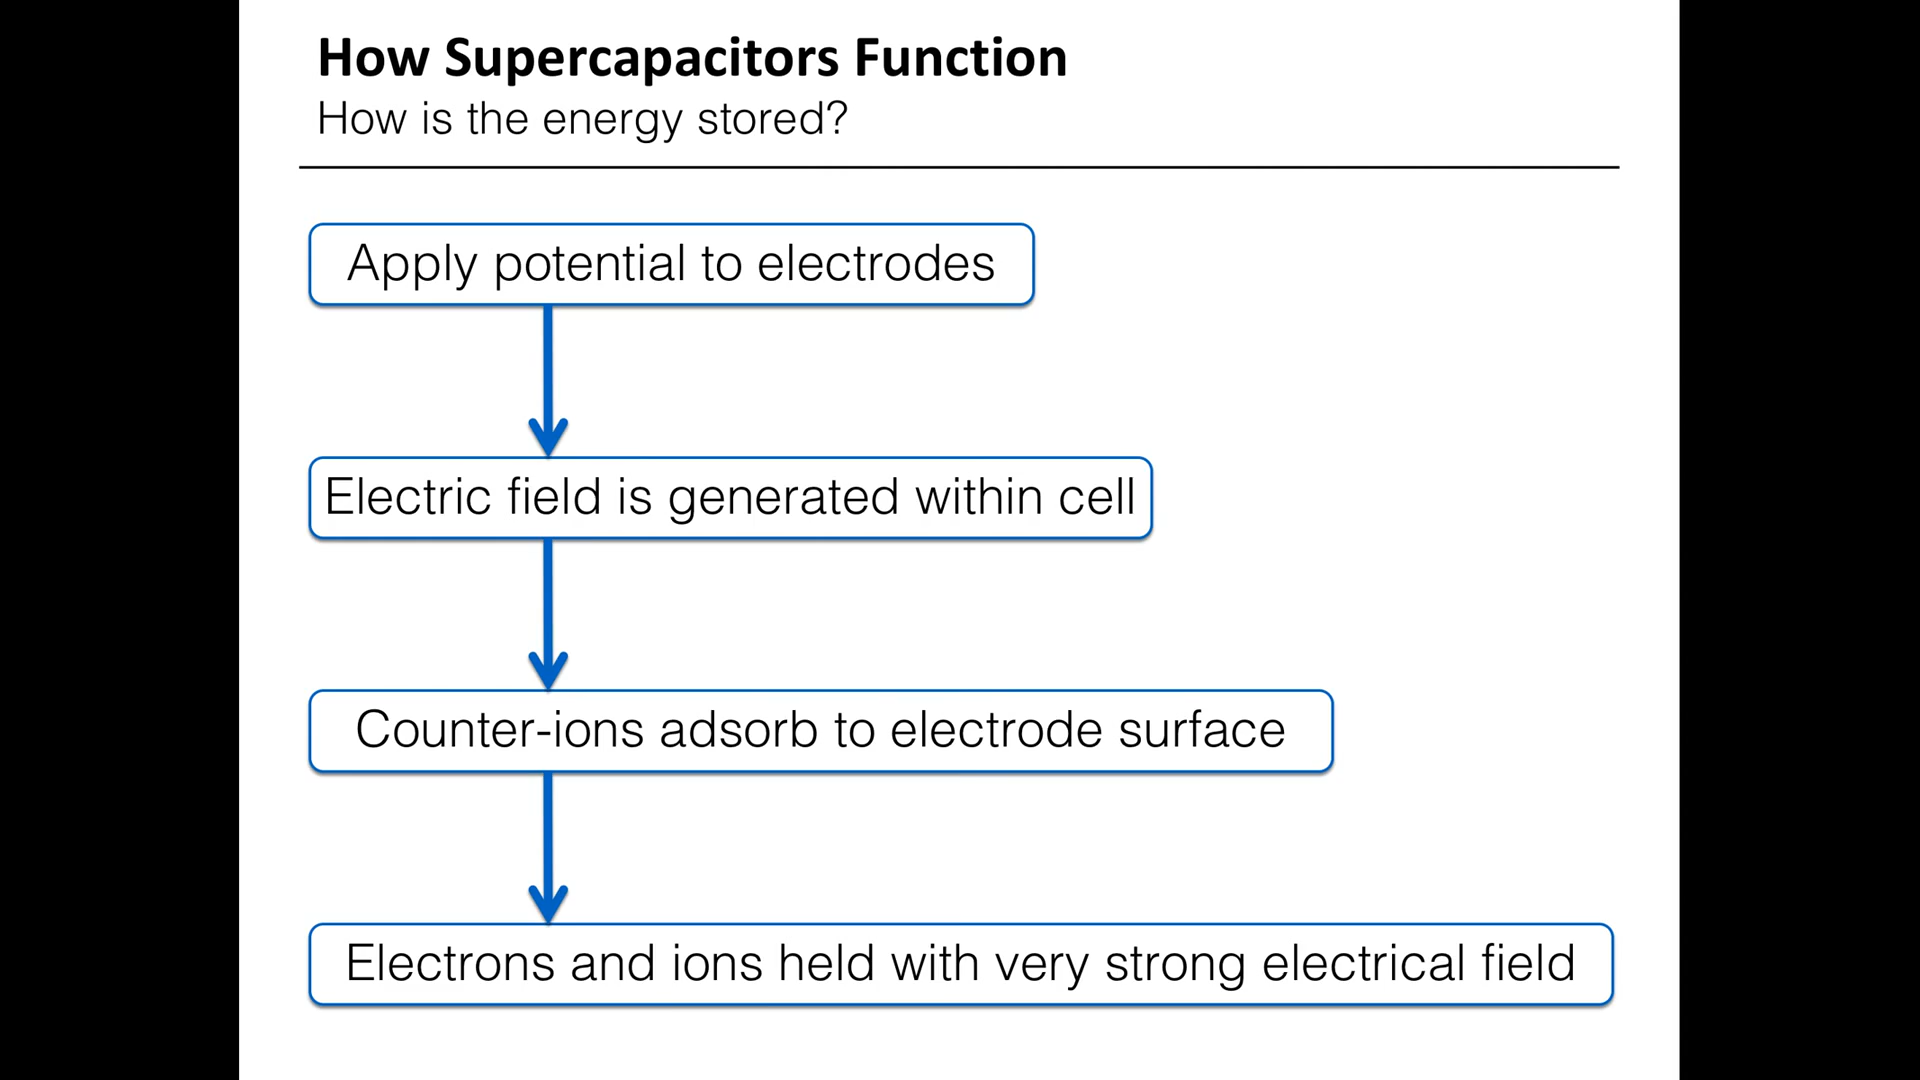 How Supercapacitors Function
How is the energy stored?
Apply potential to electrodes
Electric field is generated within cell
Counter-ions adsorb to electrode surface
Electrons and ions held with very strong electrical field